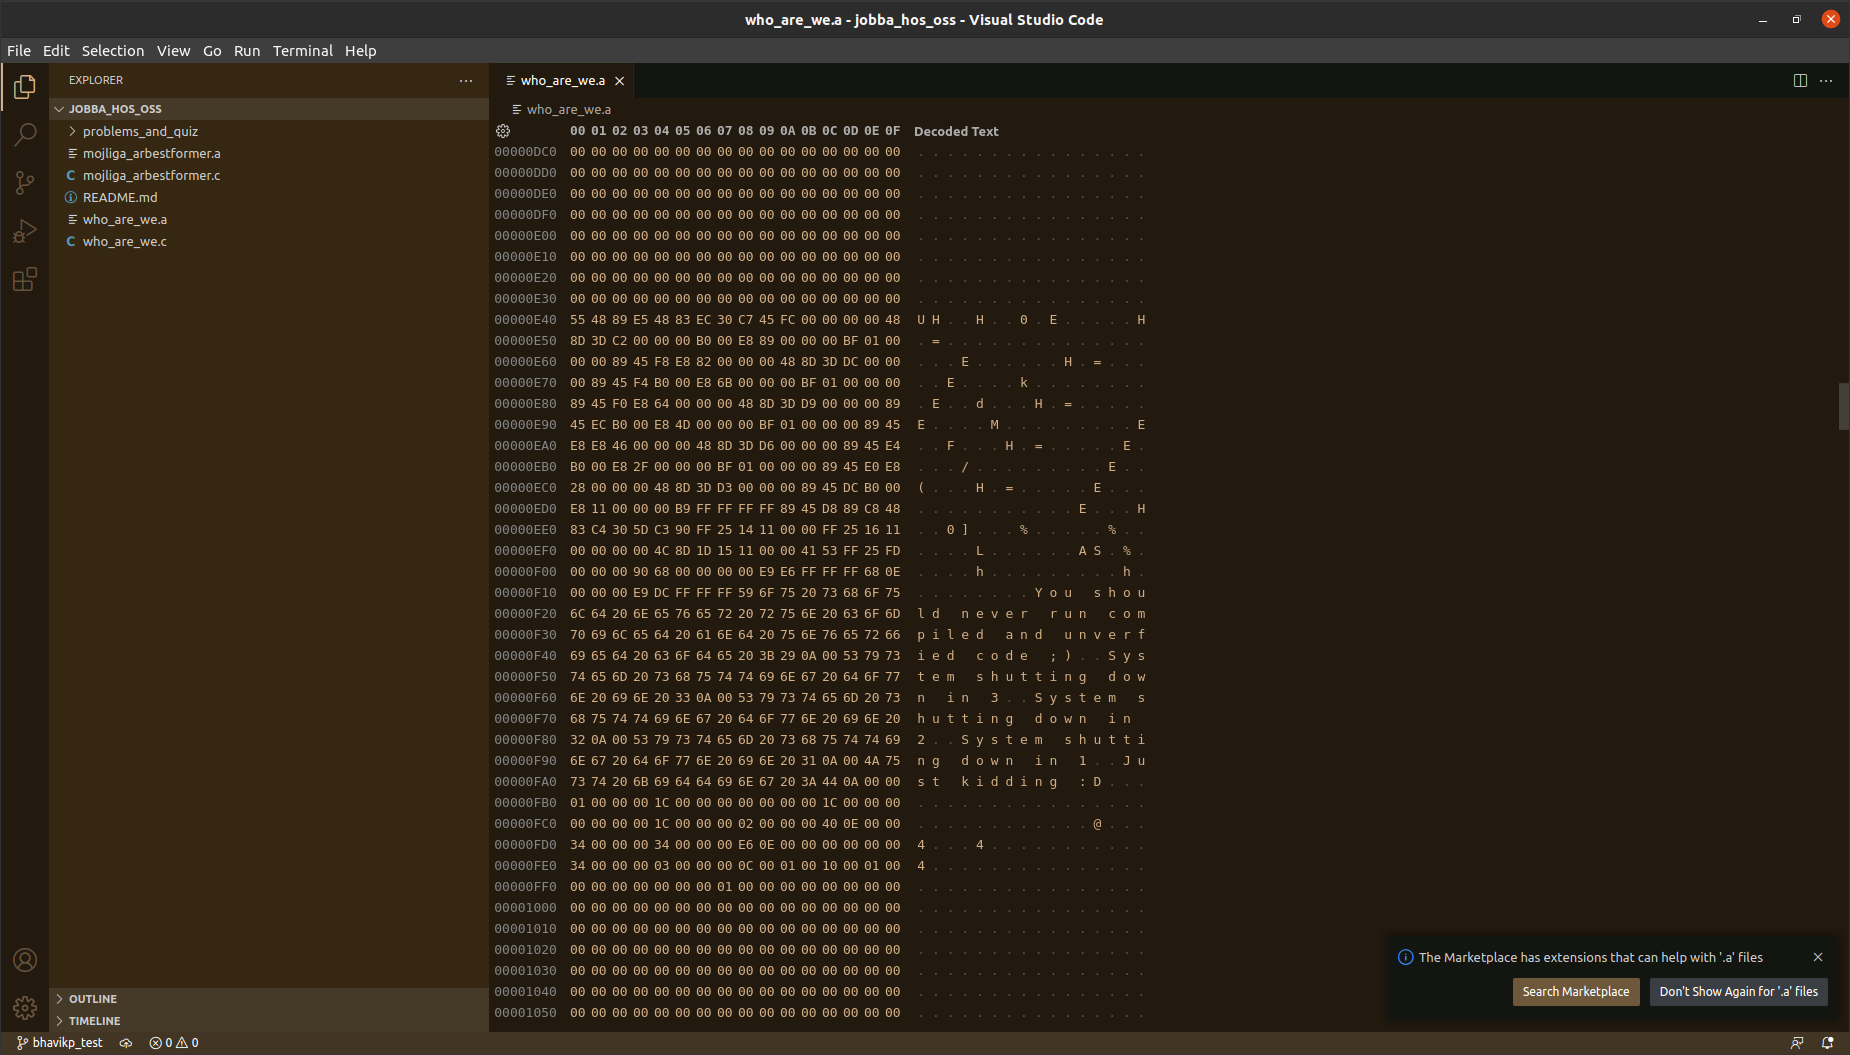 who_are_we.a - jobba_hos_oss - Visual Studio Code
File Edit Selection View Go Run Terminal Help
EXPLORER
JOBBA_HOS_OSS
problems_and_quiz
mojliga_arbestformer.a
mojliga_arbestformer.c
README.md
who_are_we.a
who_are_we.c
OUTLINE
TIMELINE
who_are_we.a
who_are_we.a
00 01 02 03 04 05 06 07 08 09 0A 0B 0C 0D 0E 0F Decoded Text
00000DC0 00 00 00 00 00 00 00 00 00 00 00 00 00 00 00 00 . . . . . . . . . . . . . . . .
00000DD0 00 00 00 00 00 00 00 00 00 00 00 00 00 00 00 00 . . . . . . . . . . . . . . . .
00000DE0 00 00 00 00 00 00 00 00 00 00 00 00 00 00 00 00 . . . . . . . . . . . . . . . .
00000DF0 00 00 00 00 00 00 00 00 00 00 00 00 00 00 00 00 . . . . . . . . . . . . . . . .
00000E00 00 00 00 00 00 00 00 00 00 00 00 00 00 00 00 00 . . . . . . . . . . . . . . . .
00000E10 00 00 00 00 00 00 00 00 00 00 00 00 00 00 00 00 . . . . . . . . . . . . . . . .
00000E20 00 00 00 00 00 00 00 00 00 00 00 00 00 00 00 00 . . . . . . . . . . . . . . . .
00000E30 00 00 00 00 00 00 00 00 00 00 00 00 00 00 00 00 . . . . . . . . . . . . . . . .
00000E40 55 48 89 E5 48 83 EC 30 C7 45 FC 00 00 00 00 48 U H . . H . . 0 . E . . . . . H
00000E50 8D 3D C2 00 00 00 B0 00 E8 89 00 00 00 BF 01 00 . = . . . . . . . . . . . . . .
00000E60 00 00 89 45 F8 E8 82 00 00 00 48 8D 3D DC 00 00 . . . E . . . . . . H . = . . .
00000E70 00 89 45 F4 B0 00 E8 6B 00 00 00 BF 01 00 00 00 . . E . . . . k . . . . . . . .
00000E80 89 45 F0 E8 64 00 00 00 48 8D 3D D9 00 00 00 89 . E . . d . . . H . = . . . . .
00000E90 45 EC B0 00 E8 4D 00 00 00 BF 01 00 00 00 89 45 E . . . . M . . . . . . . . . E
00000EA0 E8 E8 46 00 00 00 48 8D 3D D6 00 00 00 89 45 E4 . . F . . . H . = . . . . . E .
00000EB0 B0 00 E8 2F 00 00 00 BF 01 00 00 00 89 45 E0 E8 . . . / . . . . . . . . . E . .
00000EC0 28 00 00 00 48 8D 3D D3 00 00 00 89 45 DC B0 00 ( . . . H . = . . . . . E . . .
00000ED0 E8 11 00 00 00 B9 FF FF FF FF 89 45 D8 89 C8 48 . . . . . . . . . . . E . . . H
00000EE0 83 C4 30 5D C3 90 FF 25 14 11 00 00 FF 25 16 11 . . 0 ] . . . % . . . . . % . .
00000EF0 00 00 00 00 4C 8D 1D 15 11 00 00 41 53 FF 25 FD . . . . L . . . . . . A S . % .
00000F00 00 00 00 90 68 00 00 00 00 E9 E6 FF FF FF 68 0E . . . . h . . . . . . . . . h .
00000F10 00 00 00 E9 DC FF FF FF 59 6F 75 20 73 68 6F 75 . . . . . . . . Y o u   s h o u
00000F20 6C 64 20 6E 65 76 65 72 20 72 75 6E 20 63 6F 6D l d   n e v e r   r u n   c o m
00000F30 70 69 6C 65 64 20 61 6E 64 20 75 6E 76 65 72 66 p i l e d   a n d   u n v e r f
00000F40 69 65 64 20 63 6F 64 65 20 3B 29 0A 00 53 79 73 i e d   c o d e   ; ) . . S y s
00000F50 74 65 6D 20 73 68 75 74 74 69 6E 67 20 64 6F 77 t e m   s h u t t i n g   d o w
00000F60 6E 20 69 6E 20 33 0A 00 53 79 73 74 65 6D 20 73 n   i n   3 . . S y s t e m   s
00000F70 68 75 74 74 69 6E 67 20 64 6F 77 6E 20 69 6E 20 h u t t i n g   d o w n   i n
00000F80 32 0A 00 53 79 73 74 65 6D 20 73 68 75 74 74 69 2 . . S y s t e m   s h u t t i
00000F90 6E 67 20 64 6F 77 6E 20 69 6E 20 31 0A 00 4A 75 n g   d o w n   i n   1 . . J u
00000FA0 73 74 20 6B 69 64 64 69 6E 67 20 3A 44 0A 00 00 s t   k i d d i n g   : D . . .
00000FB0 01 00 00 00 1C 00 00 00 00 00 00 00 1C 00 00 00 . . . . . . . . . . . . . . . .
00000FC0 00 00 00 00 1C 00 00 00 02 00 00 00 40 0E 00 00 . . . . . . . . . . . . @ . . .
00000FD0 34 00 00 00 34 00 00 00 E6 0E 00 00 00 00 00 00 4 . . . 4 . . . . . . . . . . .
00000FE0 34 00 00 00 03 00 00 00 0C 00 01 00 10 00 01 00 4 . . . . . . . . . . . . . . .
00000FF0 00 00 00 00 00 00 00 01 00 00 00 00 00 00 00 00 . . . . . . . . . . . . . . . .
00001000 00 00 00 00 00 00 00 00 00 00 00 00 00 00 00 00 . . . . . . . . . . . . . . . .
00001010 00 00 00 00 00 00 00 00 00 00 00 00 00 00 00 00 . . . . . . . . . . . . . . . .
00001020 00 00 00 00 00 00 00 00 00 00 00 00 00 00 00 00 . . . . . . . . . . . . . . . .
00001030 00 00 00 00 00 00 00 00 00 00 00 00 00 00 00 00 . . . . . . . . . . . . . . . .
00001040 00 00 00 00 00 00 00 00 00 00 00 00 00 00 00 00 . . . . . . . . . . . . . . . .
00001050 00 00 00 00 00 00 00 00 00 00 00 00 00 00 00 00 . . . . . . . . . . . . . . . .
The Marketplace has extensions that can help with '.a' files
Search Marketplace
Don't Show Again for '.a' files
bhavikp_test 0 0